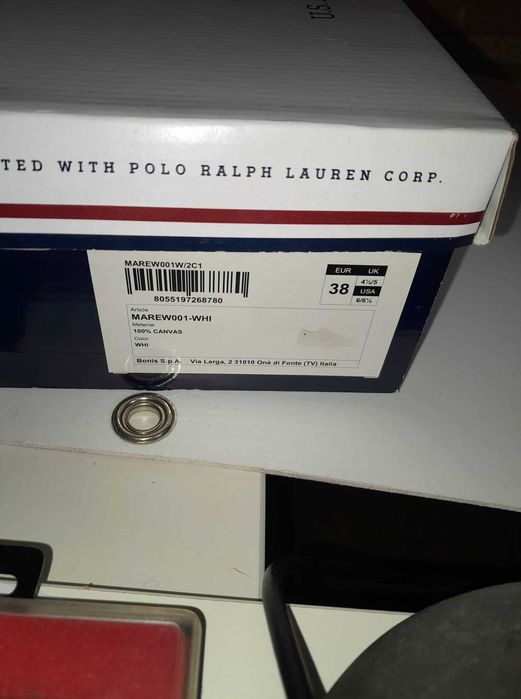 U.S.
TED WITH POLO RALPH LAUREN CORP.
MAREW001W/2C1
8055197268780
EUR UK
38 4½/5
USA
6/6½
Article
MAREW001-WHI
Material
100% CANVAS
Color
WHI
Bonis S.p.A. Via Larga, 2 31010 Onè di Fonte (TV) Italia